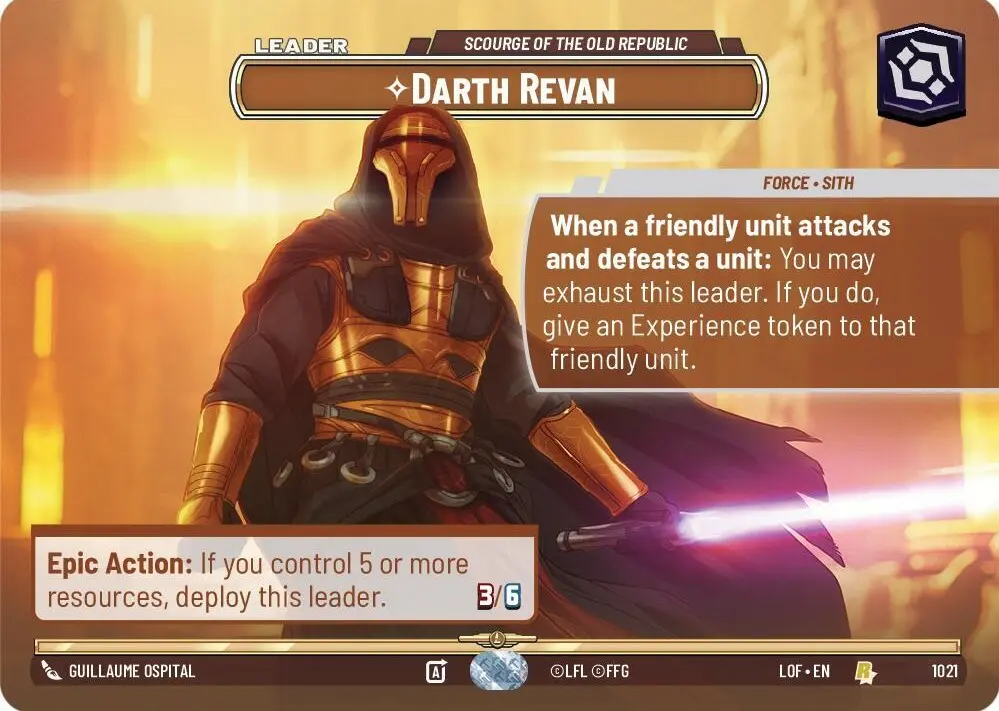 LEADER
SCOURGE OF THE OLD REPUBLIC
DARTH REVAN
FORCE • SITH
When a friendly unit attacks
and defeats a unit: You may
exhaust this leader. If you do,
give an Experience token to that
friendly unit.
Epic Action: If you control 5 or more
resources, deploy this leader.
3/6
GUILLAUME OSPITAL
A
©LFL ©FFG
LOF • EN
R
1021